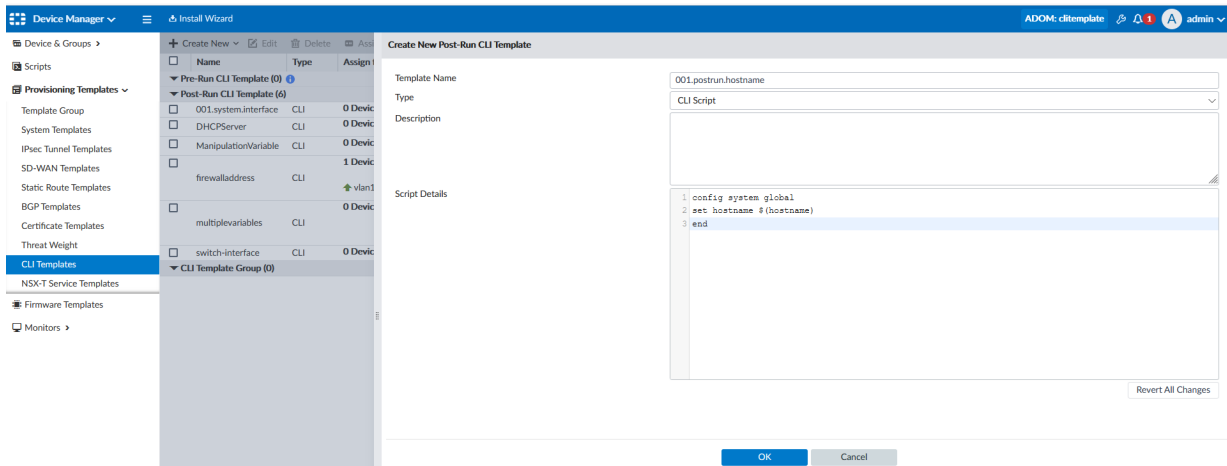 Device Manager
Install Wizard
ADOM: clitemplate
1
A
admin
Device & Groups
Scripts
Provisioning Templates
Template Group
System Templates
IPsec Tunnel Templates
SD-WAN Templates
Static Route Templates
BGP Templates
Certificate Templates
Threat Weight
CLI Templates
NSX-T Service Templates
Firmware Templates
Monitors
Create New
Edit
Delete
Assi
Name
Type
Assign t
Pre-Run CLI Template (0)
Post-Run CLI Template (6)
001.system.interface CLI 0 Devic
DHCPServer CLI 0 Devic
ManipulationVariable CLI 0 Devic
firewalladdress CLI 1 Devic
vlan1
multiplevariables CLI 0 Devic
switch-interface CLI 0 Devic
CLI Template Group (0)
Create New Post-Run CLI Template
Template Name
001.postrun.hostname
Type
CLI Script
Description
Script Details
1 config system global
2 set hostname $(hostname)
3 end
Revert All Changes
OK
Cancel